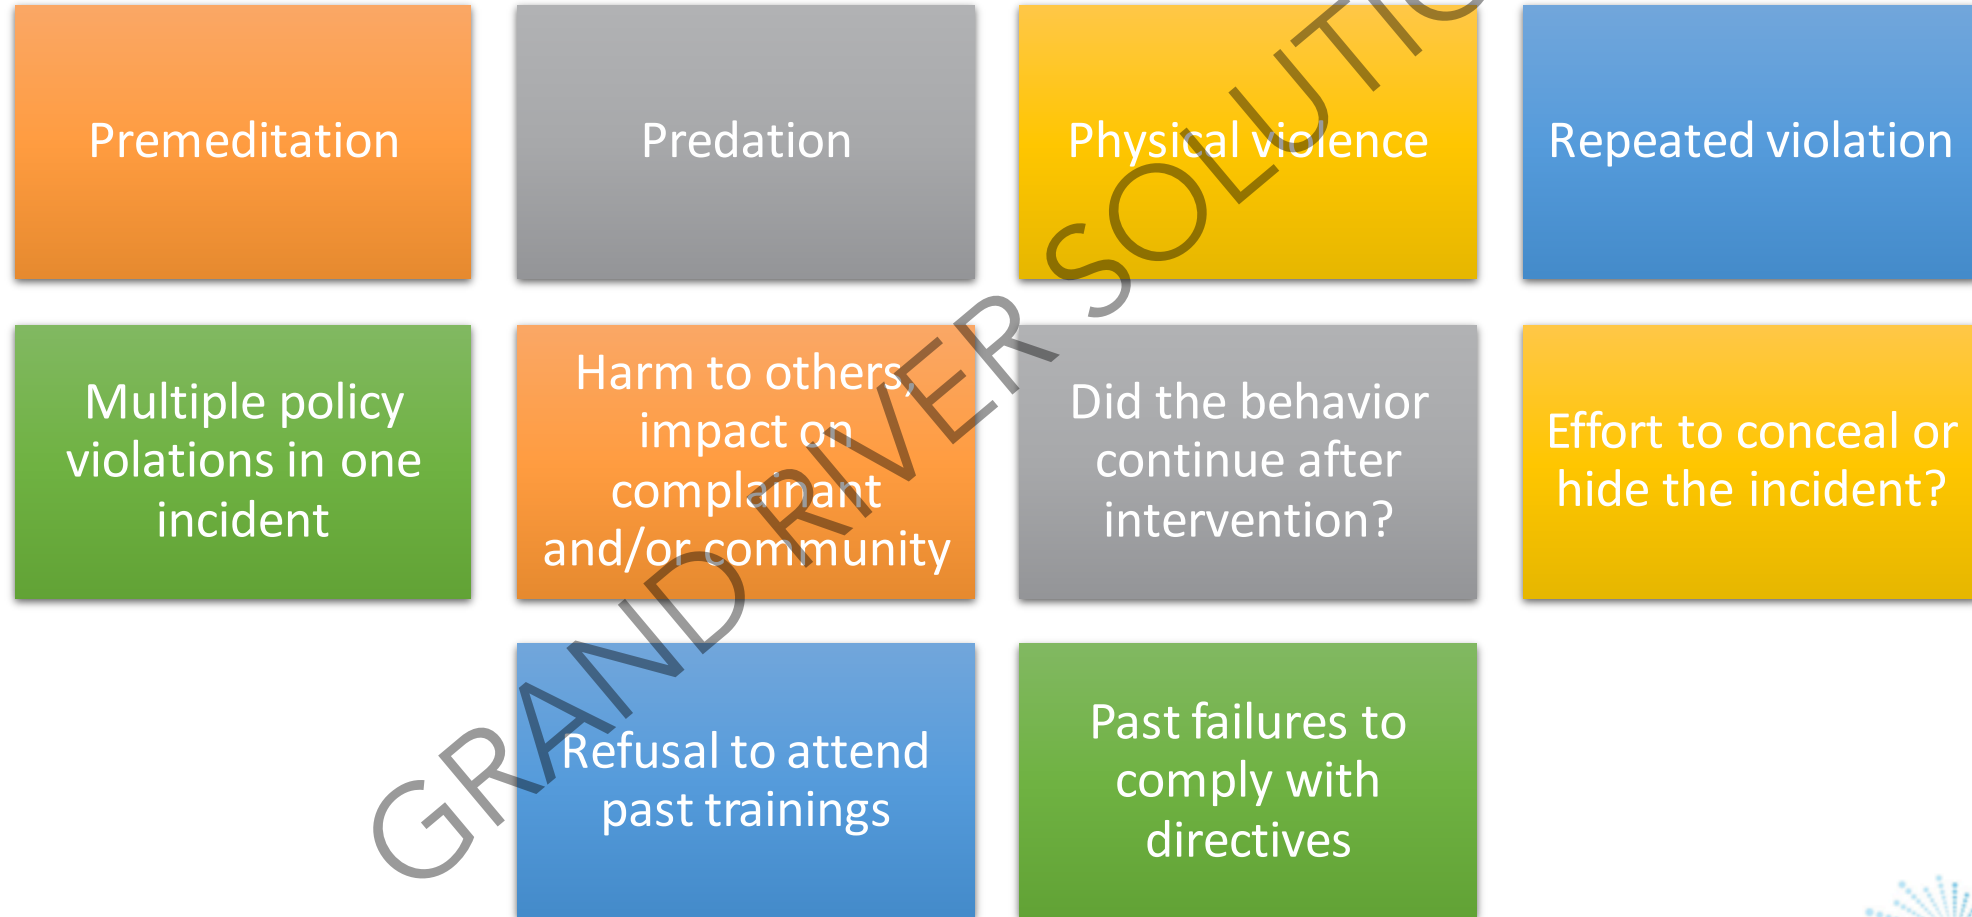 Premeditation
Predation
Physical violence
Repeated violation
Multiple policy
violations in one
incident
Harm to others,
impact on
complainant
and/or community
Did the behavior
continue after
intervention?
Effort to conceal or
hide the incident?
Refusal to attend
past trainings
Past failures to
comply with
directives
GRAND RIVER SOLUTIO